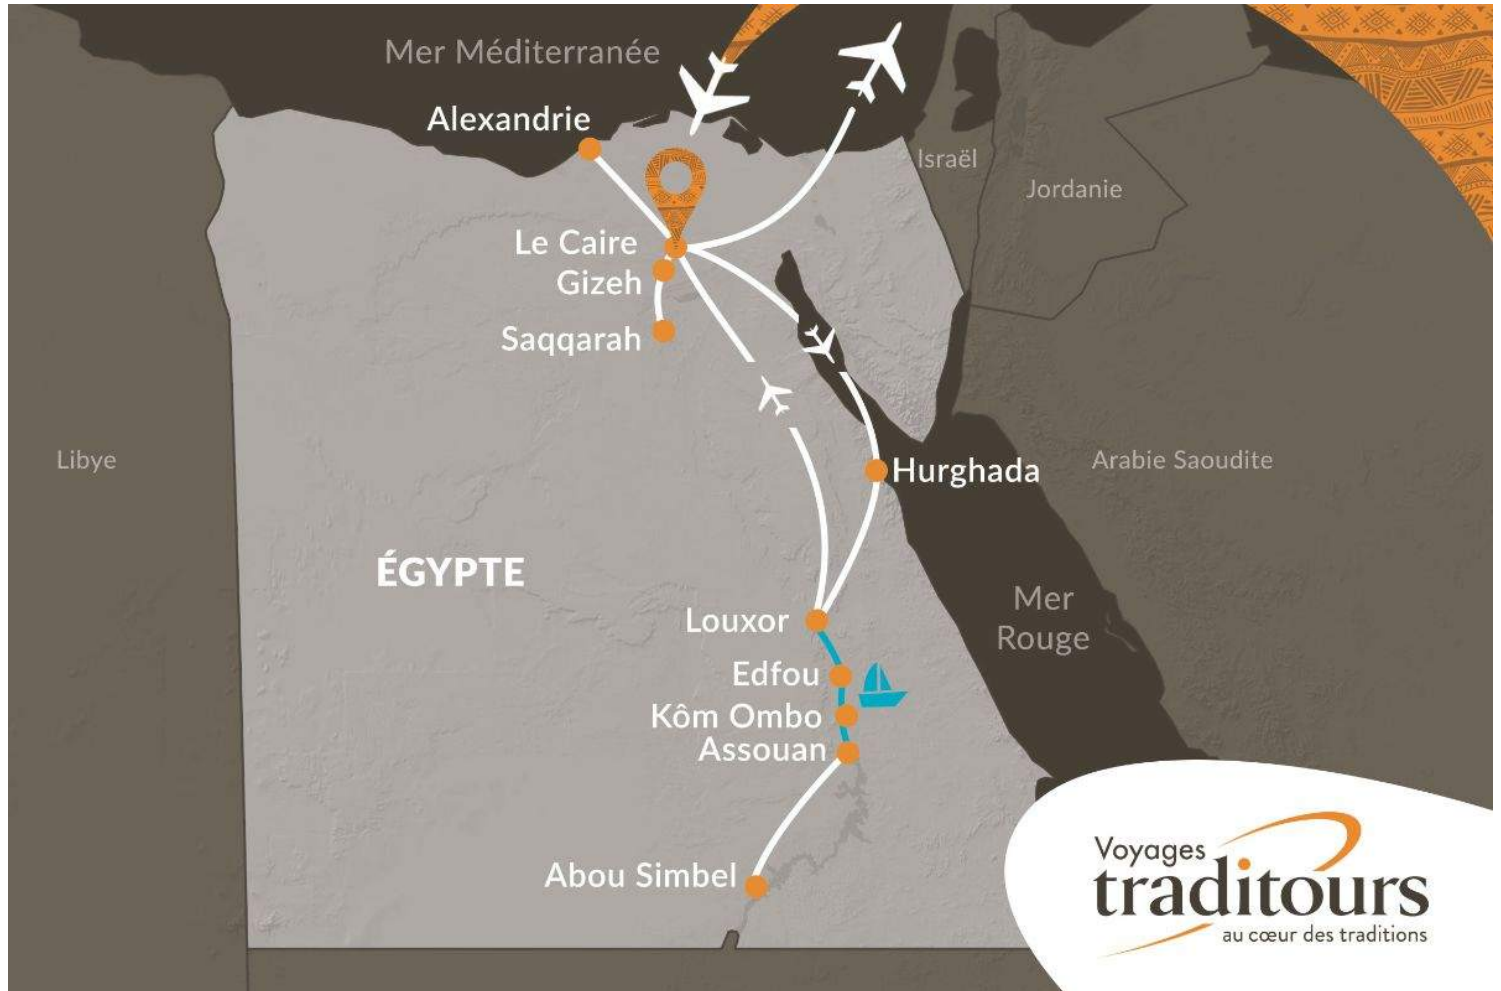 Mer Méditerranée
Alexandrie
Israël
Jordanie
Le Caire
Gizeh
Saqqarah
Libye
Hurghada
Arabie Saoudite
ÉGYPTE
Mer
Rouge
Louxor
Edfou
Kôm Ombo
Assouan
Abou Simbel
Voyages
traditours
au cœur des traditions